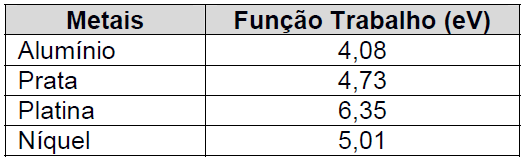 Metais Função Trabalho (eV)
Alumínio 4,08
Prata 4,73
Platina 6,35
Níquel 5,01